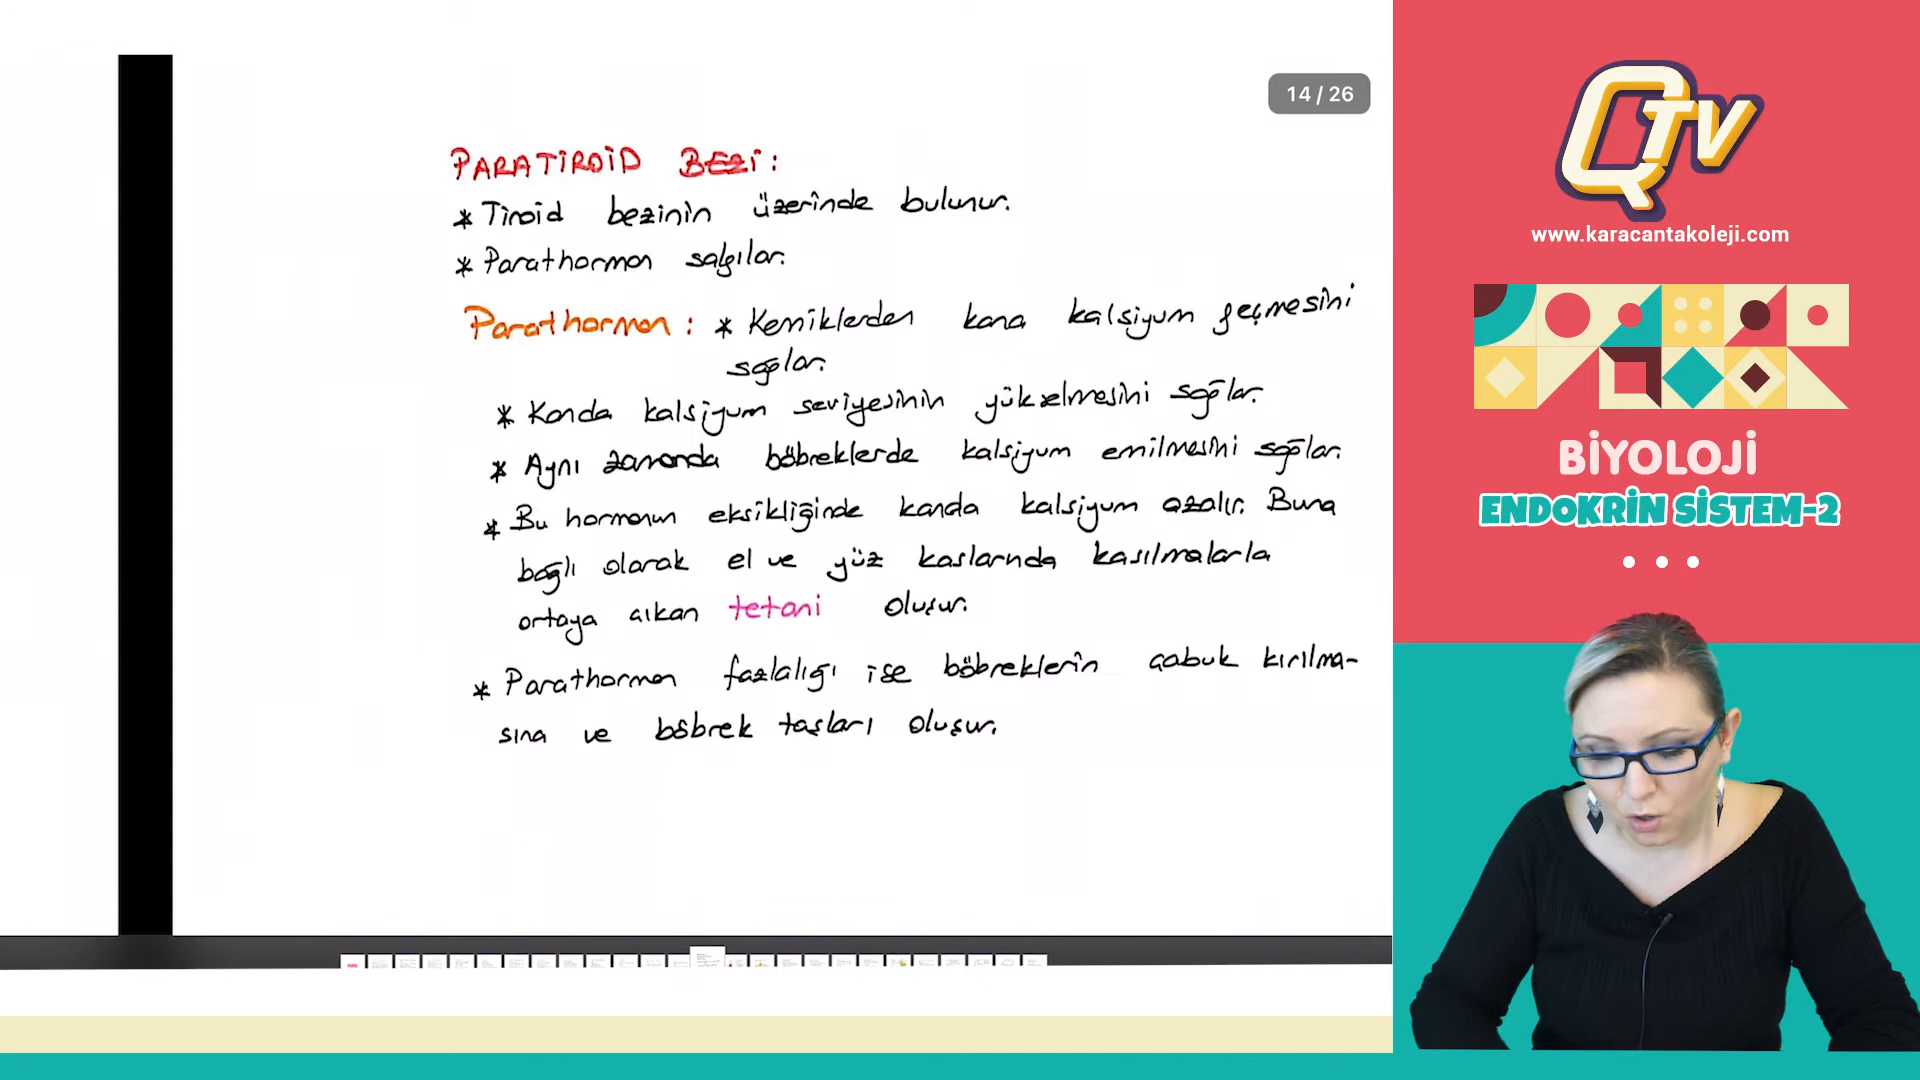 14 / 26
PARATİROİD BEZİ:
* Tiroid bezinin üzerinde bulunur.
* Parathormon salgılar.
Parathormon: * Kemiklerden kana kalsiyum geçmesini
sağlar.
* Kanda kalsiyum seviyesinin yükselmesini sağlar.
* Aynı zamanda böbreklerde kalsiyum emilmesini sağlar.
* Bu hormonun eksikliğinde kanda kalsiyum azalır. Buna
bağlı olarak el ve yüz kaslarında kasılmalarla
ortaya çıkan tetani oluşur.
* Parathormon fazlalığı ise böbreklerin çabuk kırılma-
sına ve böbrek taşları oluşur.
QTV
www.karacantakoleji.com
BİYOLOJİ
ENDOKRİN SİSTEM-2